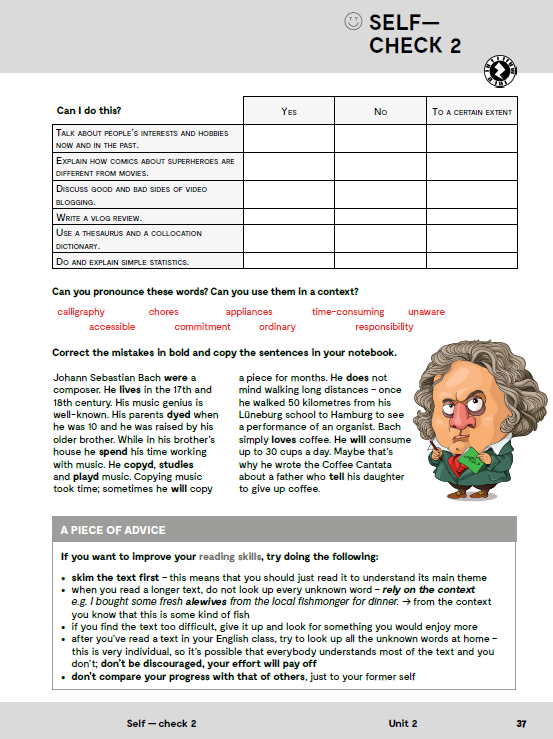 SELF—
CHECK 2
Can I do this?
YES
NO
TO A CERTAIN EXTENT
TALK ABOUT PEOPLE'S INTERESTS AND HOBBIES
NOW AND IN THE PAST.
EXPLAIN HOW COMICS ABOUT SUPERHEROES ARE
DIFFERENT FROM MOVIES.
DISCUSS GOOD AND BAD SIDES OF VIDEO
BLOGGING.
WRITE A VLOG REVIEW.
USE A THESAURUS AND A COLLOCATION
DICTIONARY.
DO AND EXPLAIN SIMPLE STATISTICS.
Can you pronounce these words? Can you use them in a context?
calligraphy chores appliances time-consuming unaware
accessible commitment ordinary responsibility
Correct the mistakes in bold and copy the sentences in your notebook.
Johann Sebastian Bach were a
composer. He lives in the 17th and
18th century. His music genius is
well-known. His parents dyed when
he was 10 and he was raised by his
older brother. While in his brother's
house he spend his time working
with music. He copyd, studies
and playd music. Copying music
took time; sometimes he will copy
a piece for months. He does not
mind walking long distances – once
he walked 50 kilometres from his
Lüneburg school to Hamburg to see
a performance of an organist. Bach
simply loves coffee. He will consume
up to 30 cups a day. Maybe that's
why he wrote the Coffee Cantata
about a father who tell his daughter
to give up coffee.
A PIECE OF ADVICE
If you want to improve your reading skills, try doing the following:
• skim the text first – this means that you should just read it to understand its main theme
• when you read a longer text, do not look up every unknown word – rely on the context
e.g. I bought some fresh alewives from the local fishmonger for dinner. → from the context
you know that this is some kind of fish
• if you find the text too difficult, give it up and look for something you would enjoy more
• after you've read a text in your English class, try to look up all the unknown words at home –
this is very individual, so it's possible that everybody understands most of the text and you
don't; don't be discouraged, your effort will pay off
• don't compare your progress with that of others, just to your former self
Self — check 2
Unit 2
37